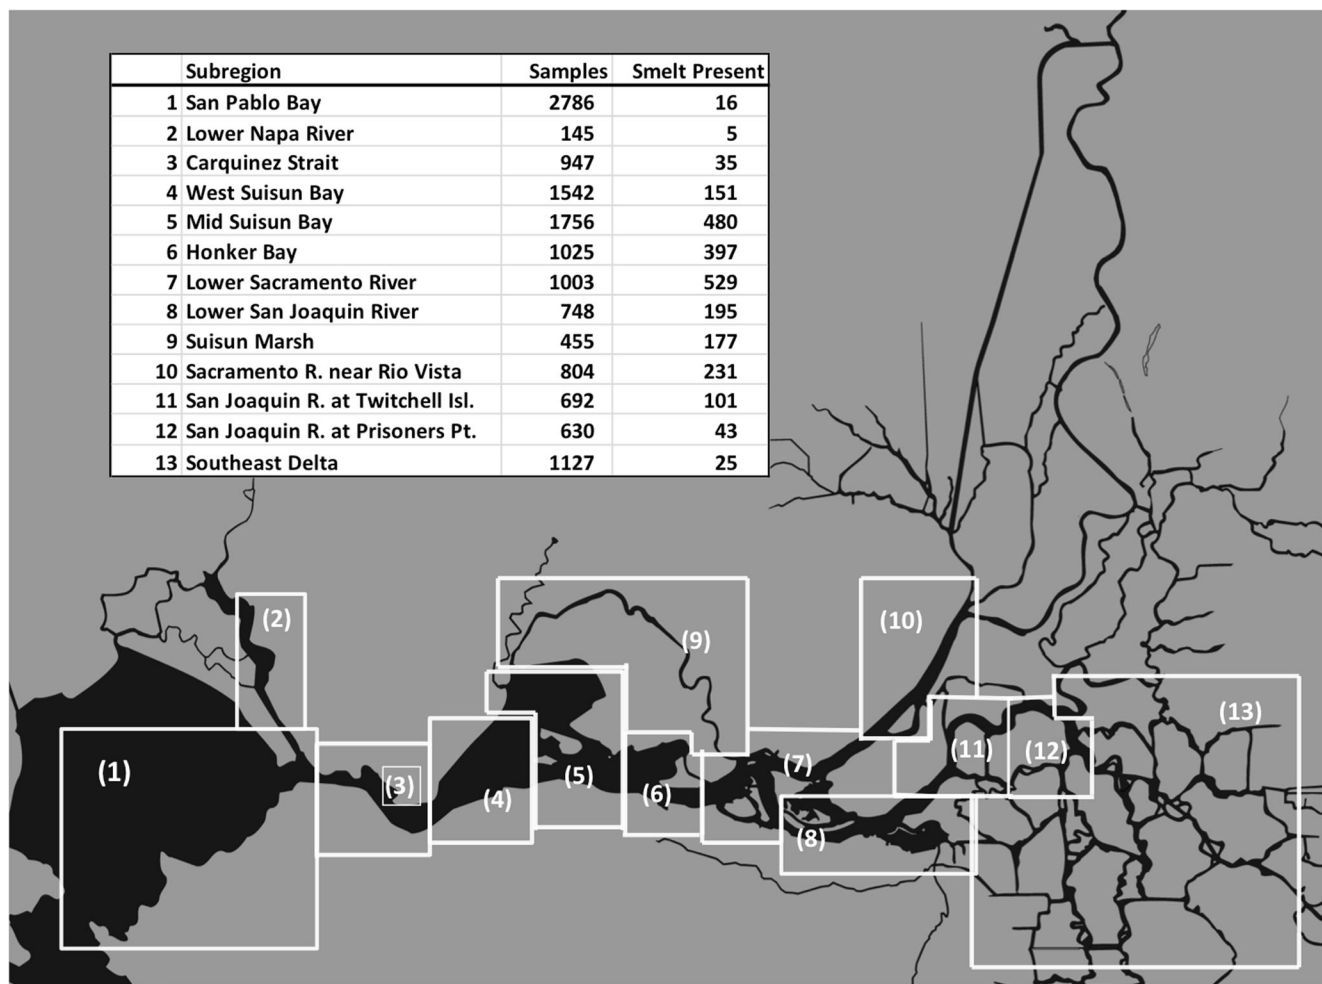 Subregion Samples Smelt Present
1 San Pablo Bay 2786 16
2 Lower Napa River 145 5
3 Carquinez Strait 947 35
4 West Suisun Bay 1542 151
5 Mid Suisun Bay 1756 480
6 Honker Bay 1025 397
7 Lower Sacramento River 1003 529
8 Lower San Joaquin River 748 195
9 Suisun Marsh 455 177
10 Sacramento R. near Rio Vista 804 231
11 San Joaquin R. at Twitchell Isl. 692 101
12 San Joaquin R. at Prisoners Pt. 630 43
13 Southeast Delta 1127 25
(2)
(10)
(9)
(13)
(11)
(12)
(1)
(7)
(5)
(3)
(6)
(4)
(8)